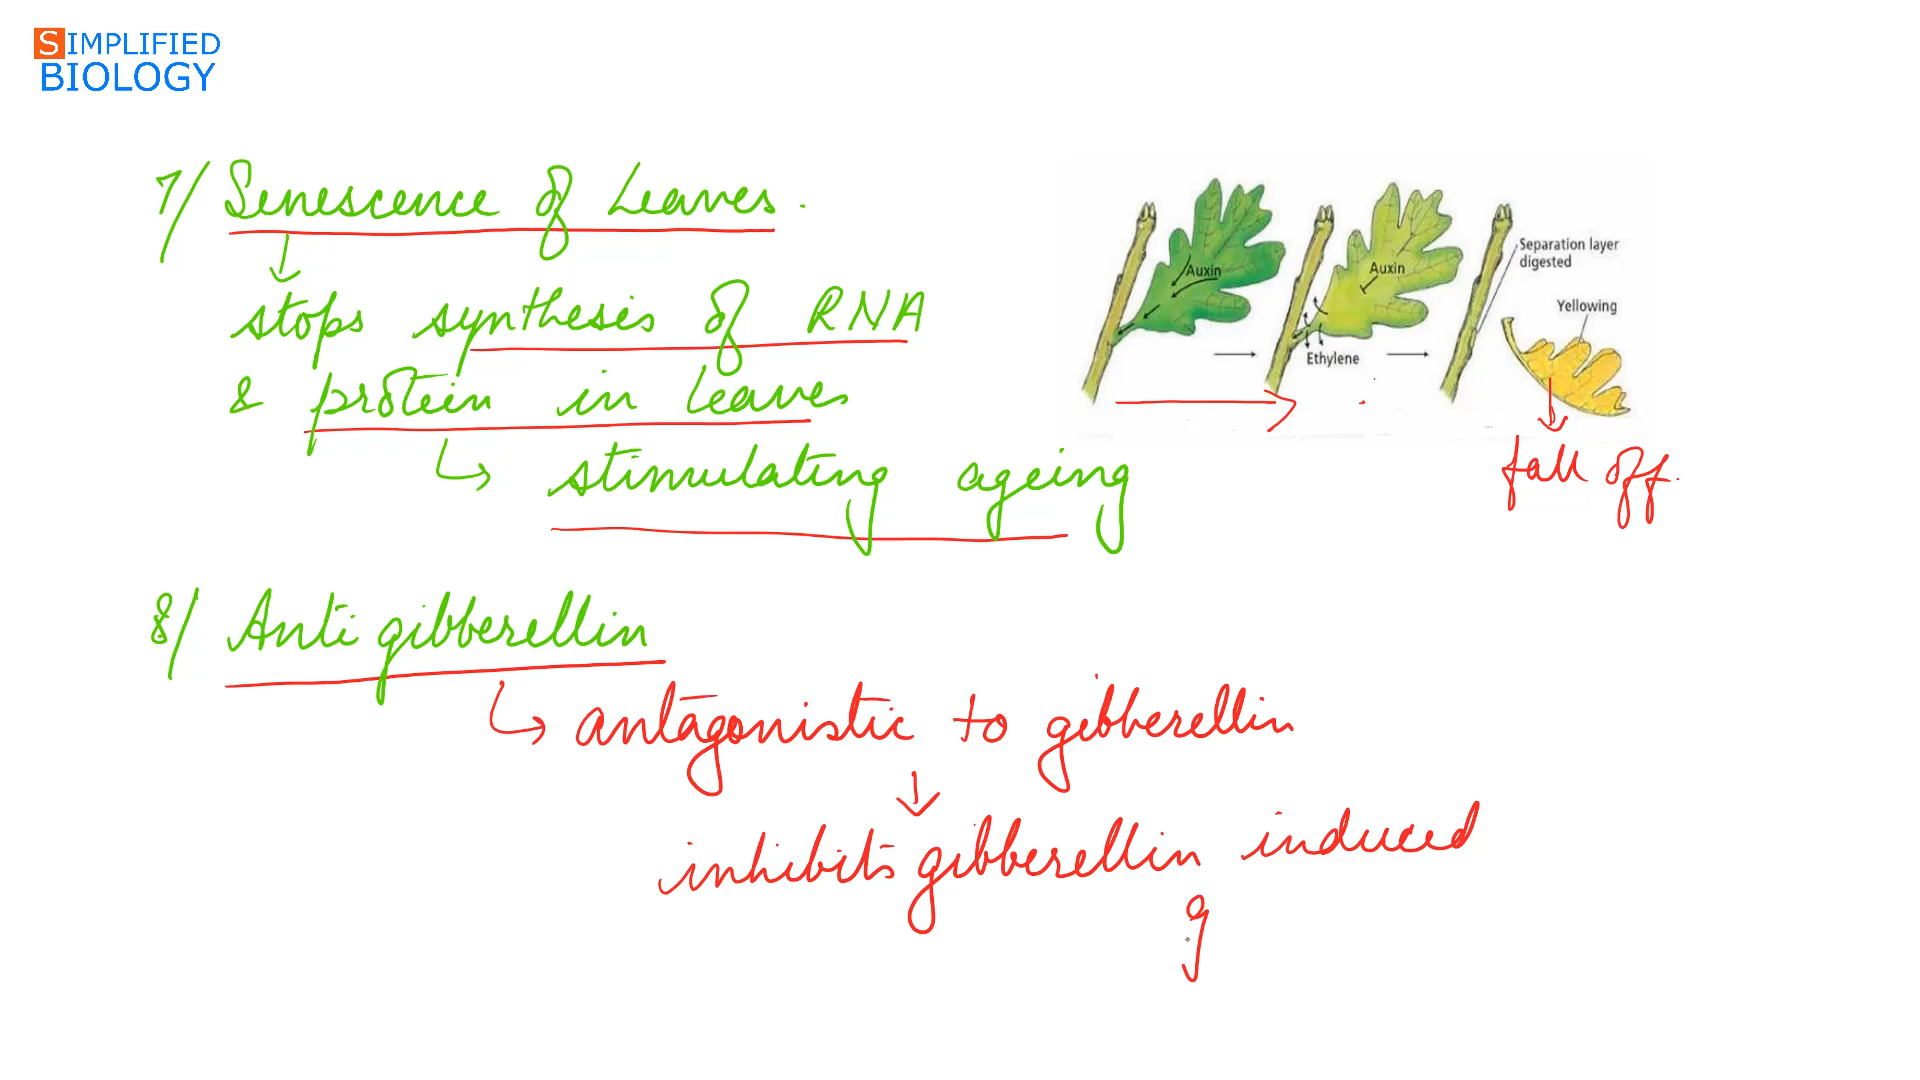 SIMPLIFIED
BIOLOGY
7/ Senescence of Leaves.
stops synthesis of RNA
& protein in leaves
stimulating ageing
Auxin
Auxin
Ethylene
Separation layer
digested
Yellowing
fall off.
8/ Anti gibberellin
antagonistic to gibberellin
inhibits gibberellin induced
g